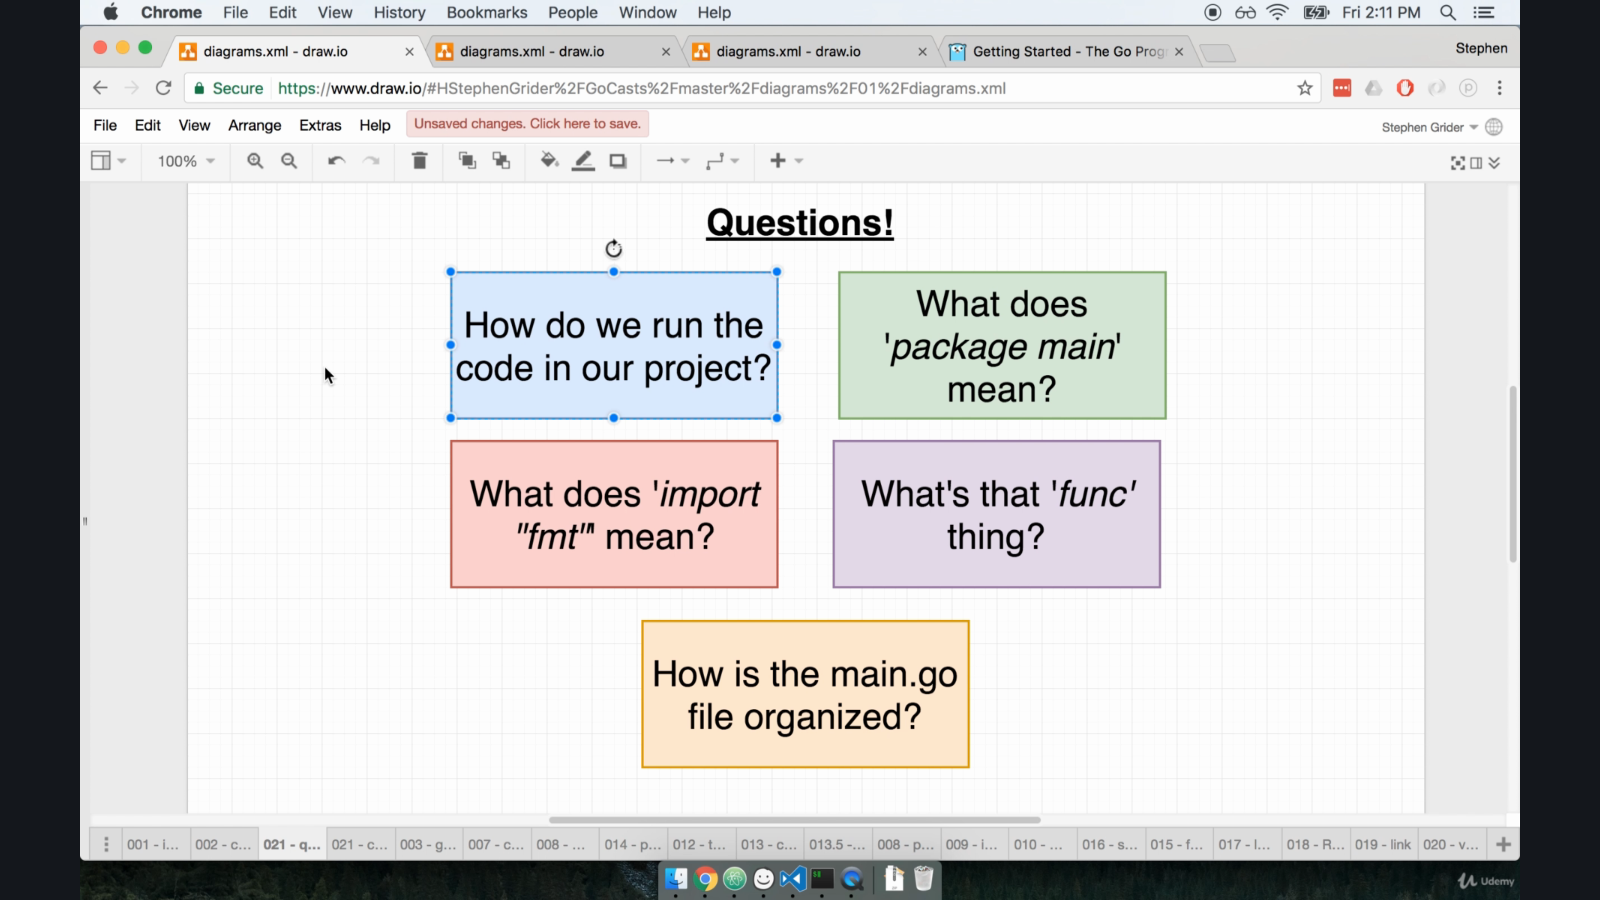 Chrome File Edit View History Bookmarks People Window Help Fri 2:11 PM
diagrams.xml - draw.io diagrams.xml - draw.io diagrams.xml - draw.io Getting Started - The Go Prog Stephen
Secure https://www.draw.io/#HStephenGrider%2FGoCasts%2Fmaster%2Fdiagrams%2F01%2Fdiagrams.xml
File Edit View Arrange Extras Help Unsaved changes. Click here to save. Stephen Grider
100%
Questions!
How do we run the
code in our project?
What does
'package main'
mean?
What does 'import
"fmt"' mean?
What's that 'func'
thing?
How is the main.go
file organized?
001 - i... 002 - c... 021 - q... 021 - c... 003 - g... 007 - c... 008 - ... 014 - p... 012 - t... 013 - c... 013.5 -... 008 - p... 009 - i... 010 - ... 016 - s... 015 - f... 017 - l... 018 - R... 019 - link 020 - v...
Udemy